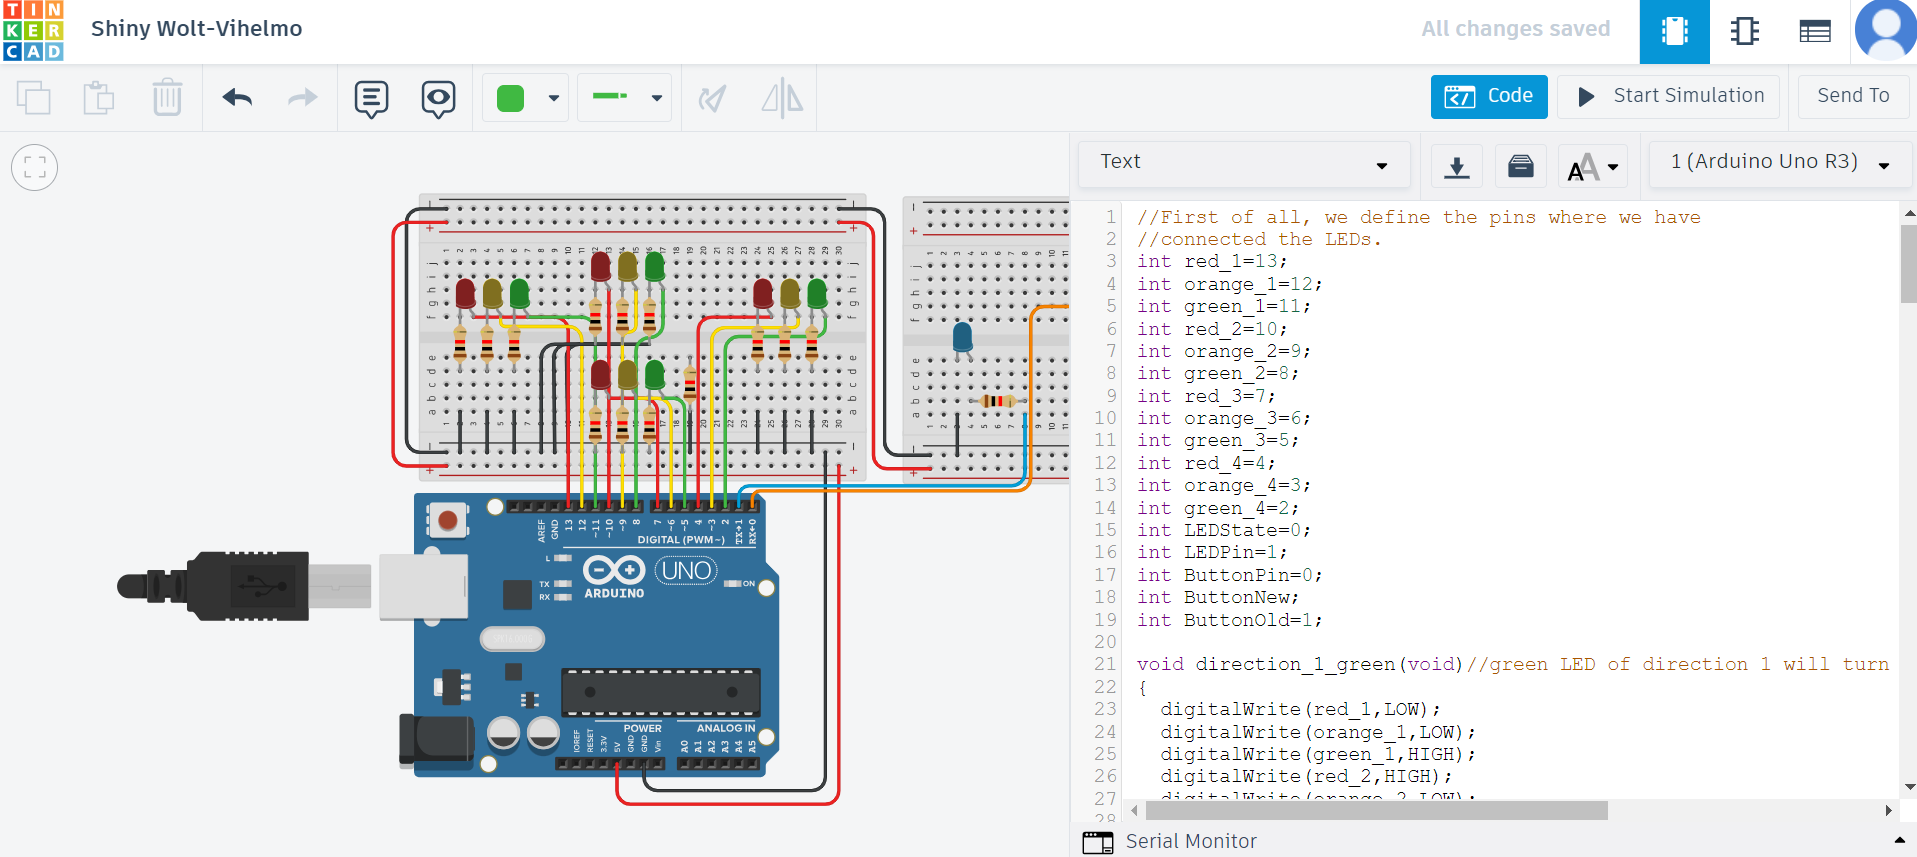 TIN
KER
CAD
Shiny Wolt-Vihelmo
All changes saved
Code
Start Simulation
Send To
Text
1 (Arduino Uno R3)
1 //First of all, we define the pins where we have
2 //connected the LEDs.
3 int red_1=13;
4 int orange_1=12;
5 int green_1=11;
6 int red_2=10;
7 int orange_2=9;
8 int green_2=8;
9 int red_3=7;
10 int orange_3=6;
11 int green_3=5;
12 int red_4=4;
13 int orange_4=3;
14 int green_4=2;
15 int LEDState=0;
16 int LEDPin=1;
17 int ButtonPin=0;
18 int ButtonNew;
19 int ButtonOld=1;
20
21 void direction_1_green(void)//green LED of direction 1 will turn
22 {
23 digitalWrite(red_1,LOW);
24 digitalWrite(orange_1,LOW);
25 digitalWrite(green_1,HIGH);
26 digitalWrite(red_2,HIGH);
27 digitalWrite(orange_2,LOW);
28
Serial Monitor
AREF
GND
13
12
~11
~10
~9
8
7
~6
~5
4
~3
2
TX→1
RX←0
DIGITAL (PWM~)
L
TX
RX
ARDUINO
UNO
ON
POWER
ANALOG IN
IOREF
RESET
3.3V
5V
GND
GND
Vin
A0
A1
A2
A3
A4
A5